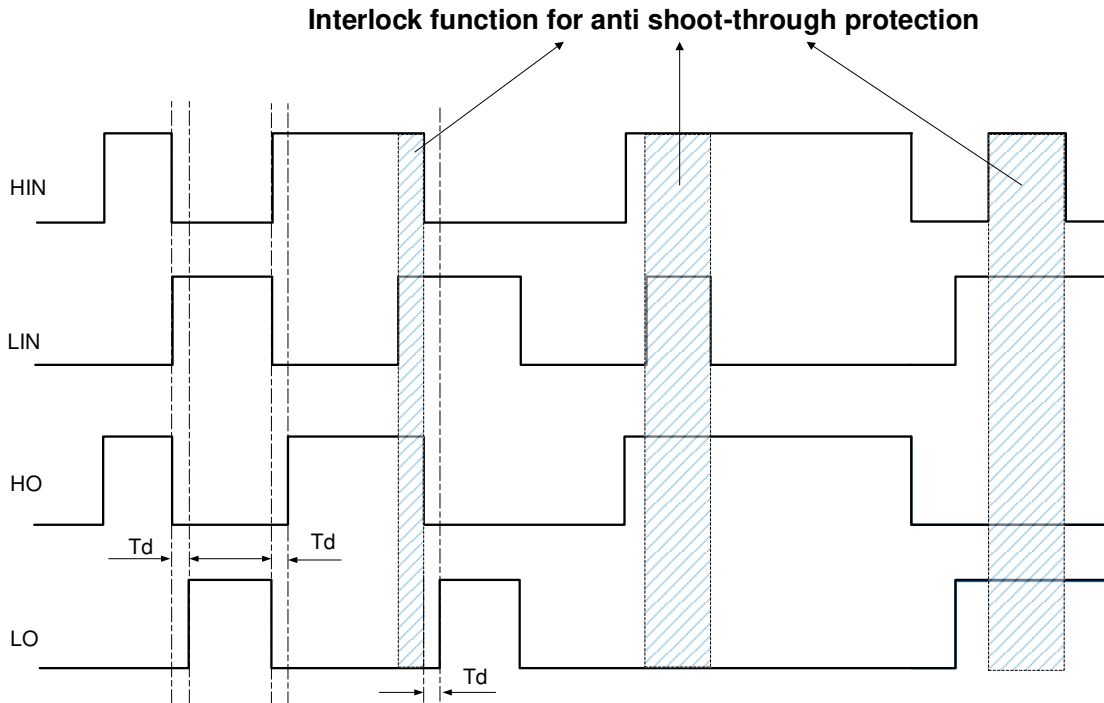 Interlock function for anti shoot-through protection
HIN
LIN
HO
Td
Td
LO
Td